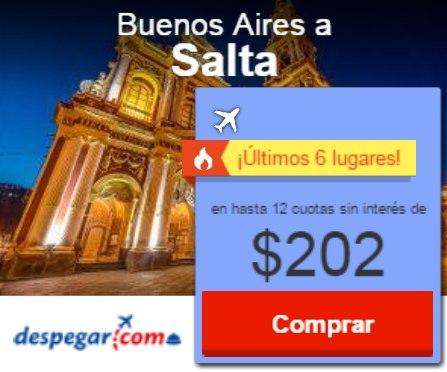 Buenos Aires a
Salta
¡Últimos 6 lugares!
en hasta 12 cuotas sin interés de
$202
Comprar
despegar.com